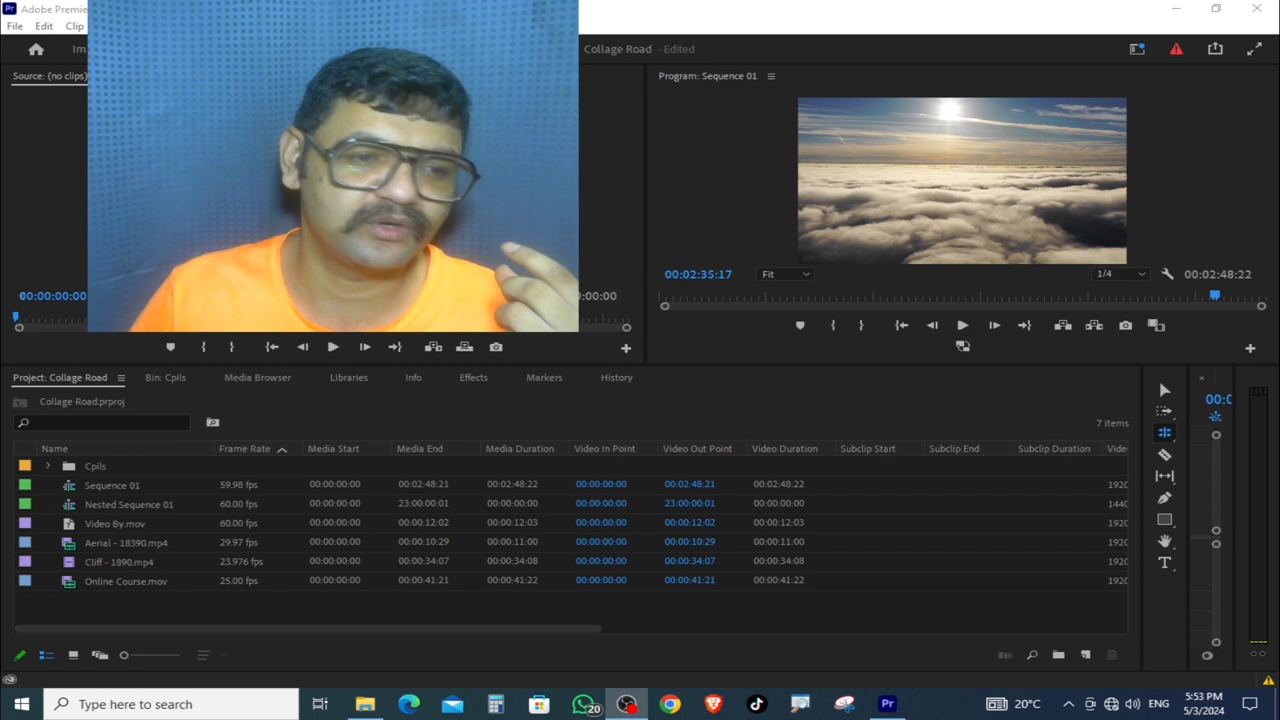 Adobe Premie
File Edit Clip
Im
Collage Road - Edited
Source: (no clips)
Program: Sequence 01
00:00:00:00
00:00
00:02:35:17 Fit 1/4 00:02:48:22
Project: Collage Road Bin: Cpils Media Browser Libraries Info Effects Markers History
Collage Road.prproj
7 items
Name Frame Rate Media Start Media End Media Duration Video In Point Video Out Point Video Duration Subclip Start Subclip End Subclip Duration Video
Cpils
Sequence 01 59.98 fps 00:00:00:00 00:02:48:21 00:02:48:22 00:00:00:00 00:02:48:21 00:02:48:22 1920
Nested Sequence 01 60.00 fps 00:00:00:00 23:00:00:01 00:00:00:00 00:00:00:00 23:00:00:01 00:00:00:00 1440
Video By.mov 60.00 fps 00:00:00:00 00:00:12:02 00:00:12:03 00:00:00:00 00:00:12:02 00:00:12:03 1920
Aerial - 18390.mp4 29.97 fps 00:00:00:00 00:00:10:29 00:00:11:00 00:00:00:00 00:00:10:29 00:00:11:00 1920
Cliff - 1890.mp4 23.976 fps 00:00:00:00 00:00:34:07 00:00:34:08 00:00:00:00 00:00:34:07 00:00:34:08 1920
Online Course.mov 25.00 fps 00:00:00:00 00:00:41:21 00:00:41:22 00:00:00:00 00:00:41:21 00:00:41:22 1920
00:0
Type here to search
20
Pr
20°C
ENG
5:53 PM
5/3/2024